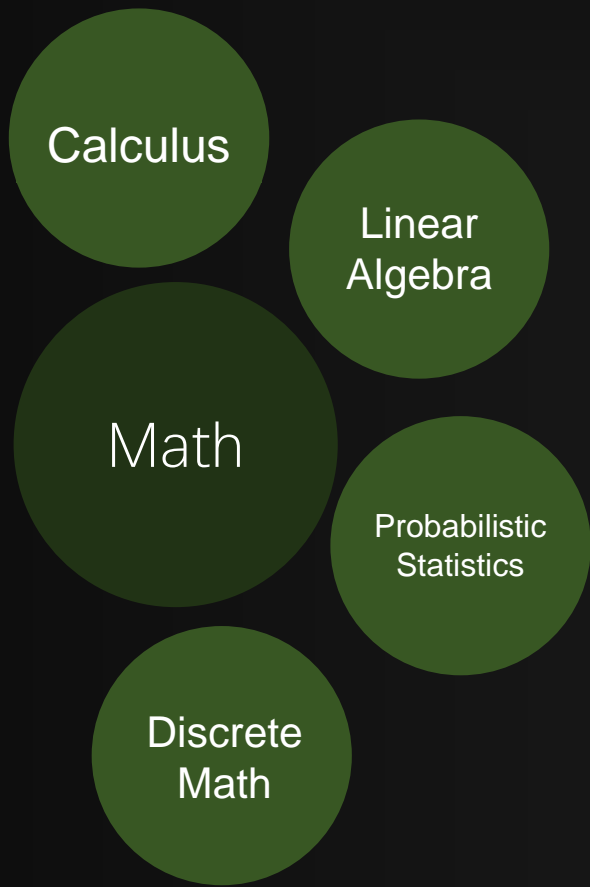 Calculus
Linear
Algebra
Math
Probabilistic
Statistics
Discrete
Math